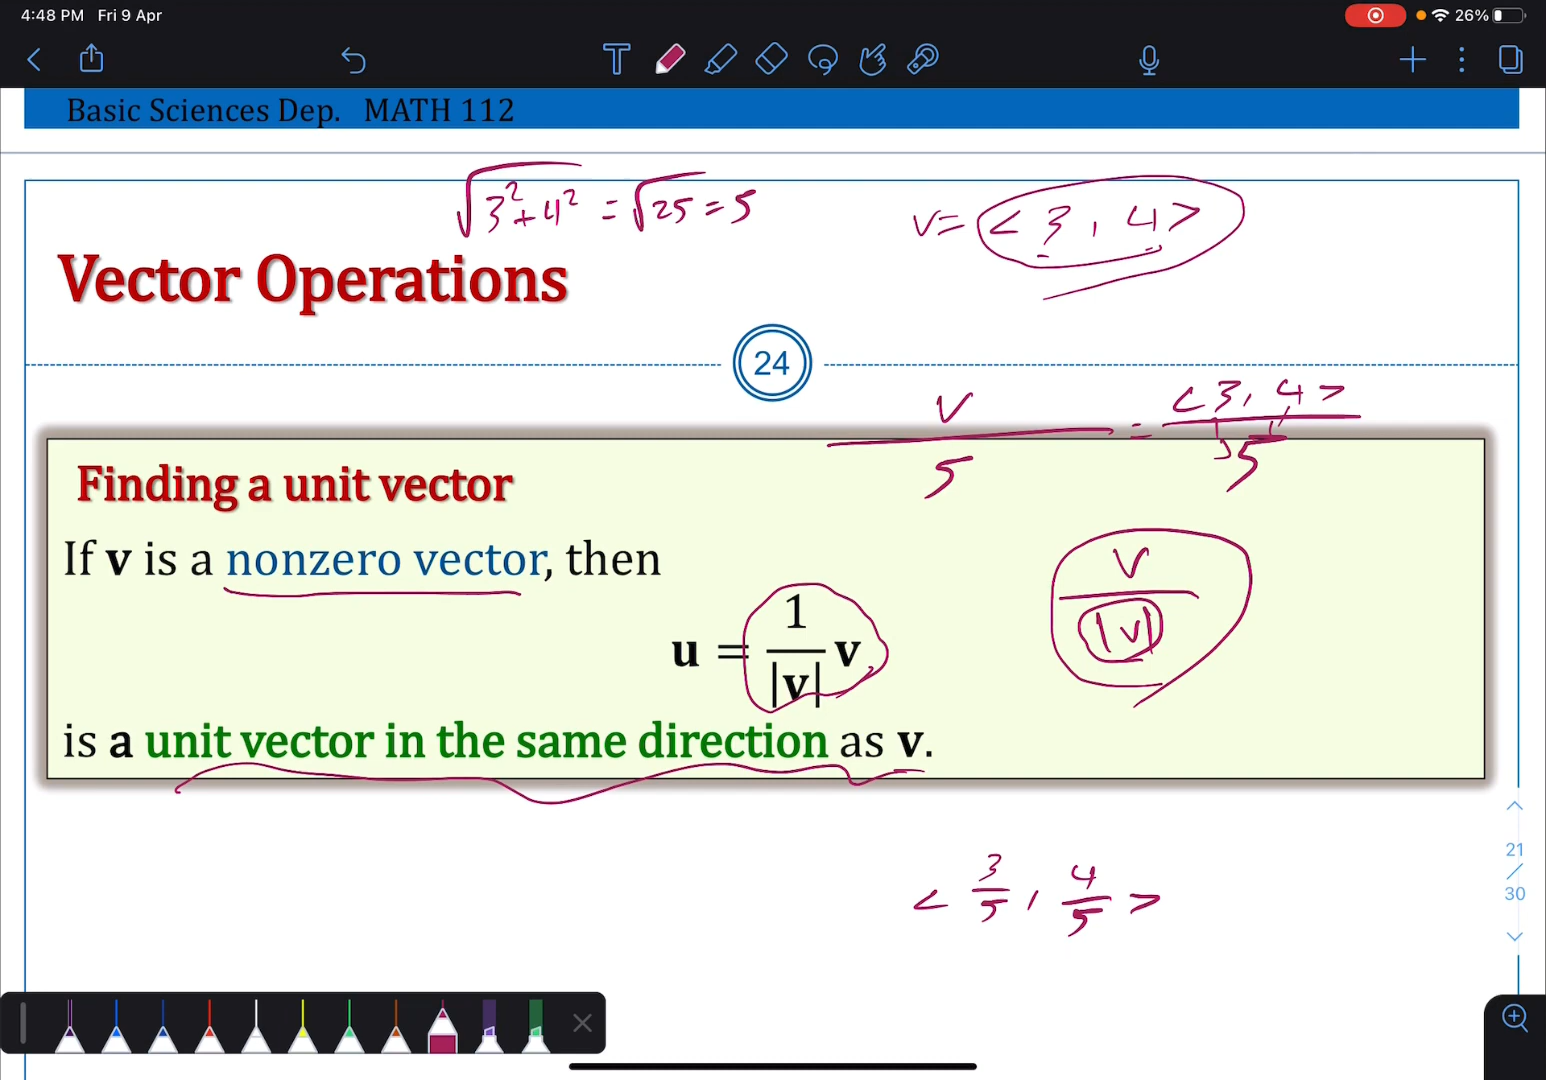 4:48 PM Fri 9 Apr
26%
Basic Sciences Dep. MATH 112
√3²+4² = √25 = 5
v = < 3 , 4 >
Vector Operations
24
v/5 = < 3 , 4 >/5
Finding a unit vector
If v is a nonzero vector, then
u = 1/|v| v
v/|v|
is a unit vector in the same direction as v.
< 3/5 , 4/5 >
21
/
30